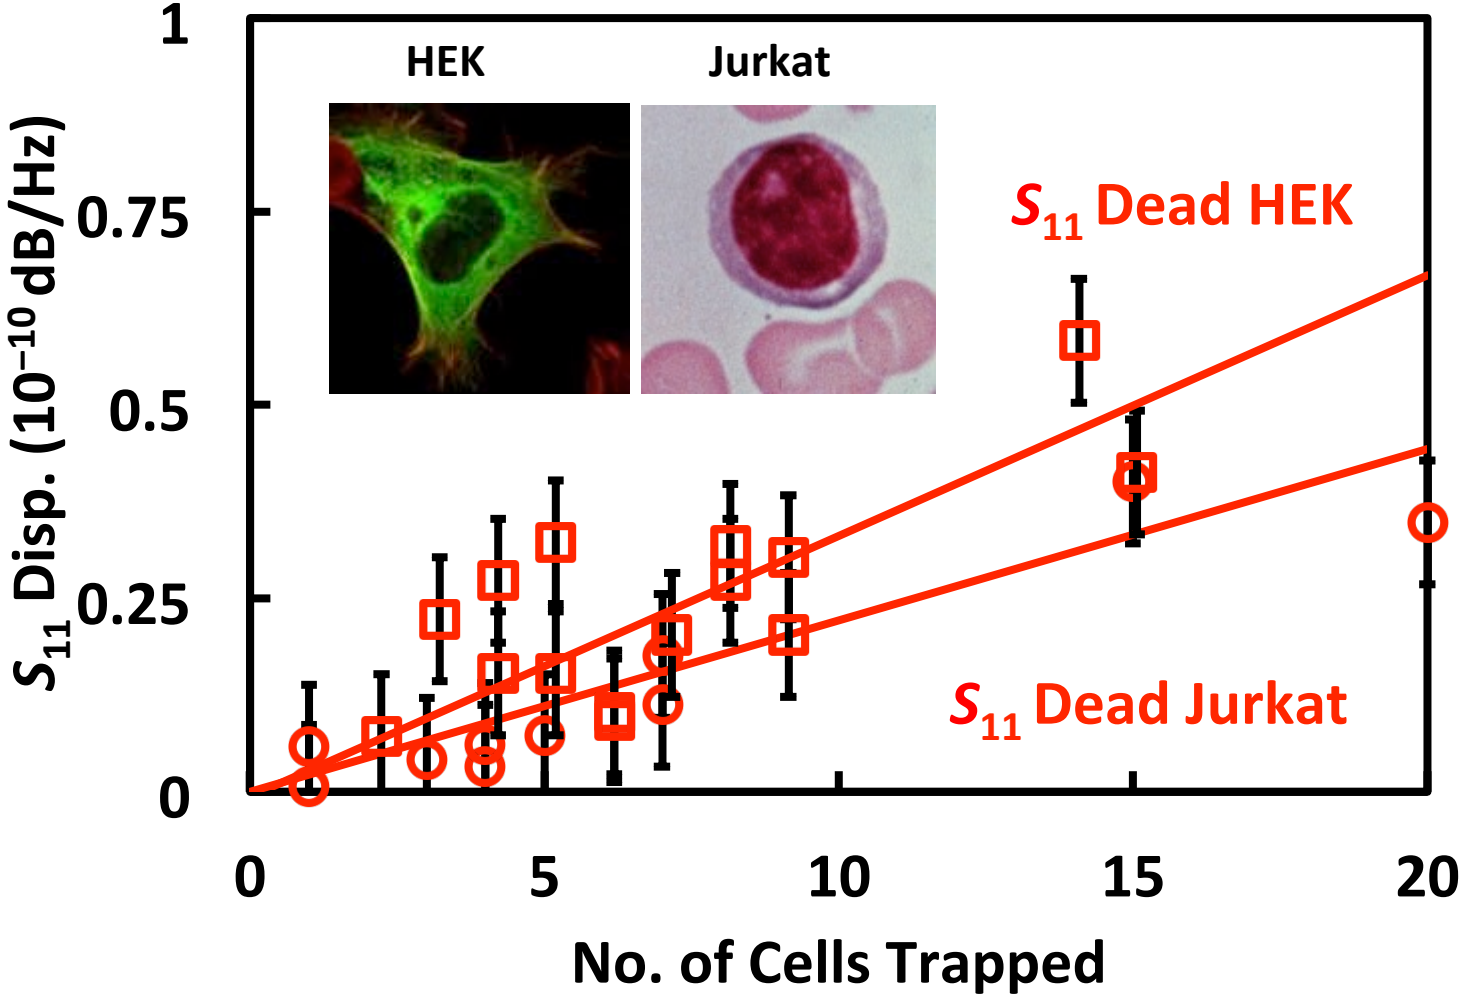 1
HEK
Jurkat
S₁₁ Disp. (10⁻¹⁰ dB/Hz)
0.75
S₁₁ Dead HEK
0.5
0.25
S₁₁ Dead Jurkat
0
0 5 10 15 20
No. of Cells Trapped